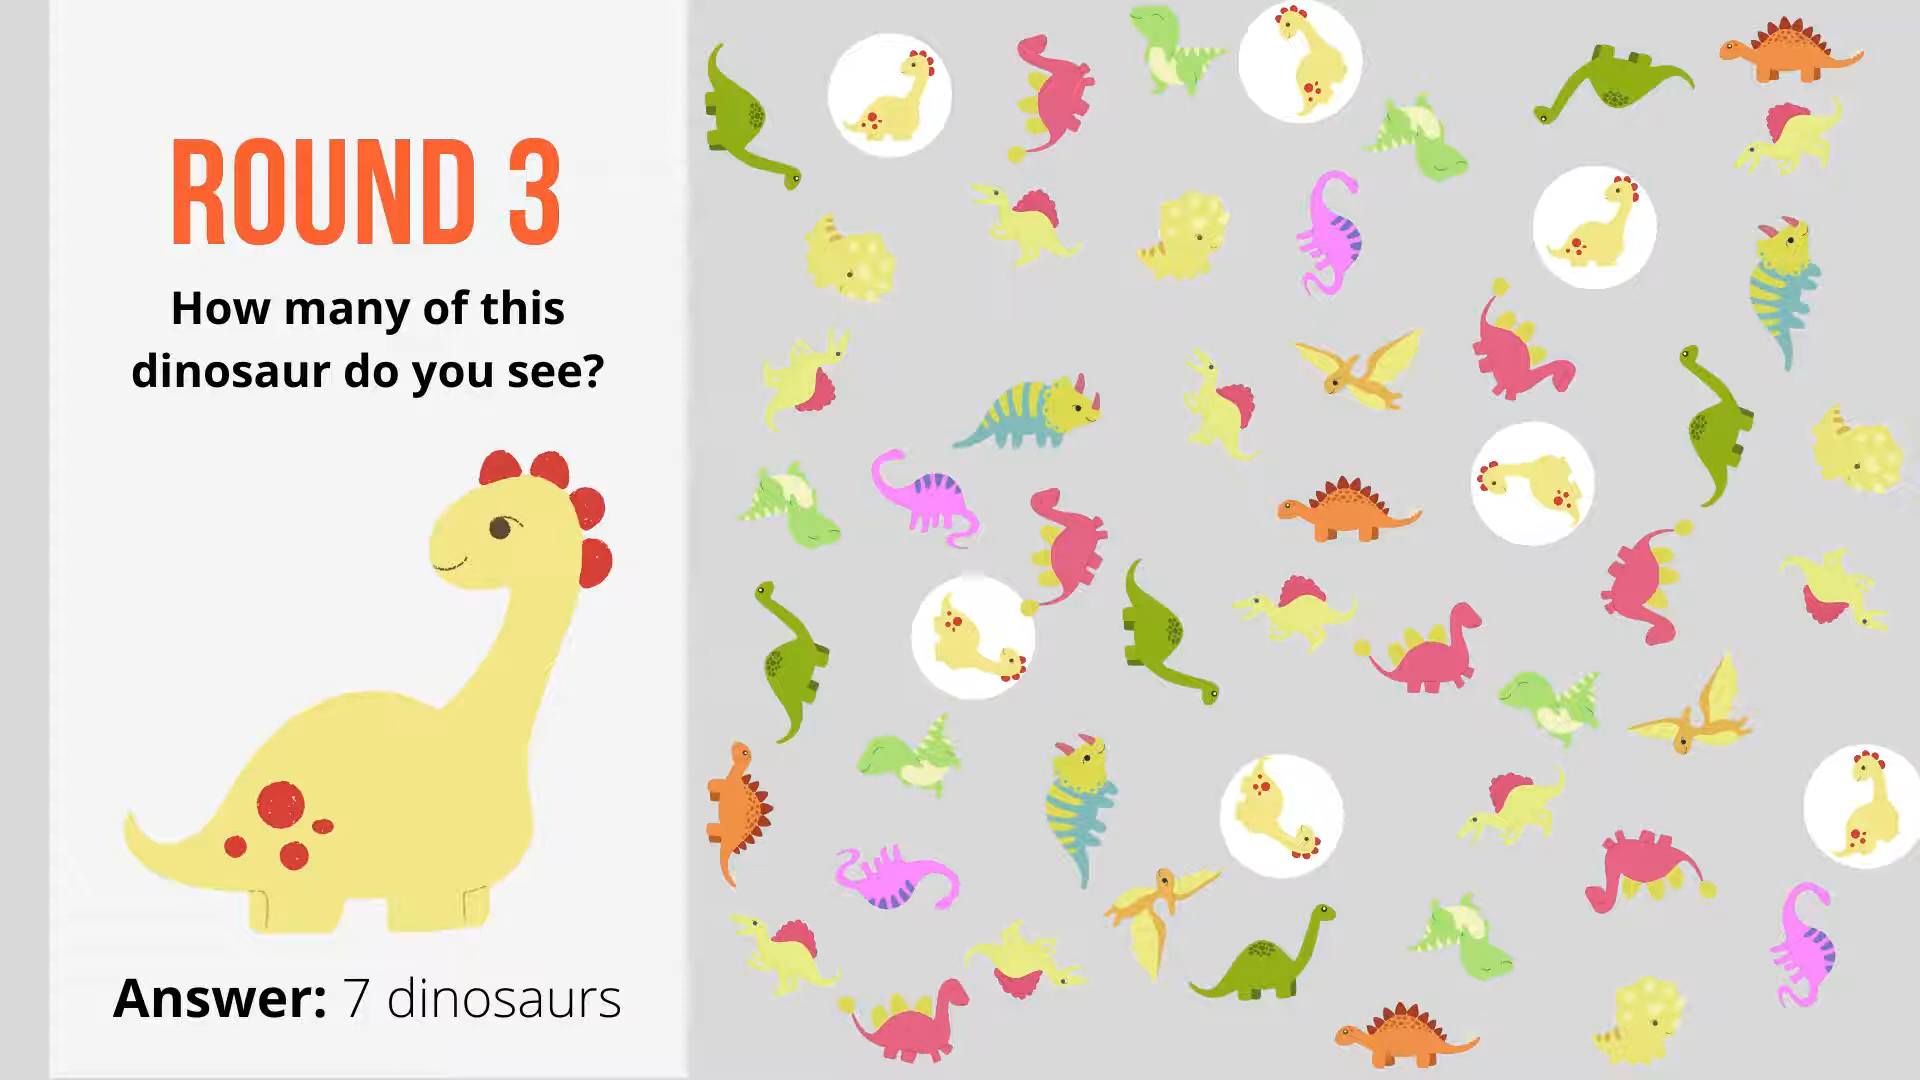 ROUND 3
How many of this
dinosaur do you see?
Answer: 7 dinosaurs